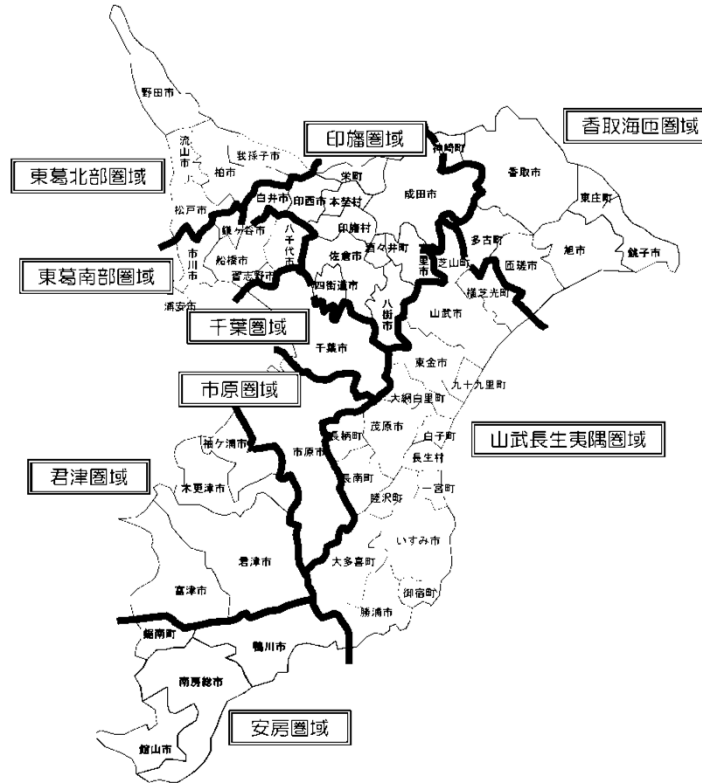 野田市
流山市
柏市
我孫子市
印旛圏域
香取海匝圏域
神崎町
香取市
栄町
成田市
東葛北部圏域
白井市
印西市
本埜村
東庄町
松戸市
鎌ケ谷市
印旛村
多古町
旭市
銚子市
八千代市
佐倉市
酒々井町
富里市
芝山町
匝瑳市
市川市
船橋市
東葛南部圏域
習志野市
四街道市
八街市
横芝光町
浦安市
山武市
千葉圏域
千葉市
東金市
市原圏域
九十九里町
大網白里町
袖ケ浦市
市原市
長柄町
茂原市
白子町
山武長生夷隅圏域
長生村
君津圏域
木更津市
長南町
睦沢町
一宮町
いすみ市
君津市
大多喜町
富津市
御宿町
勝浦市
鋸南町
鴨川市
南房総市
安房圏域
館山市